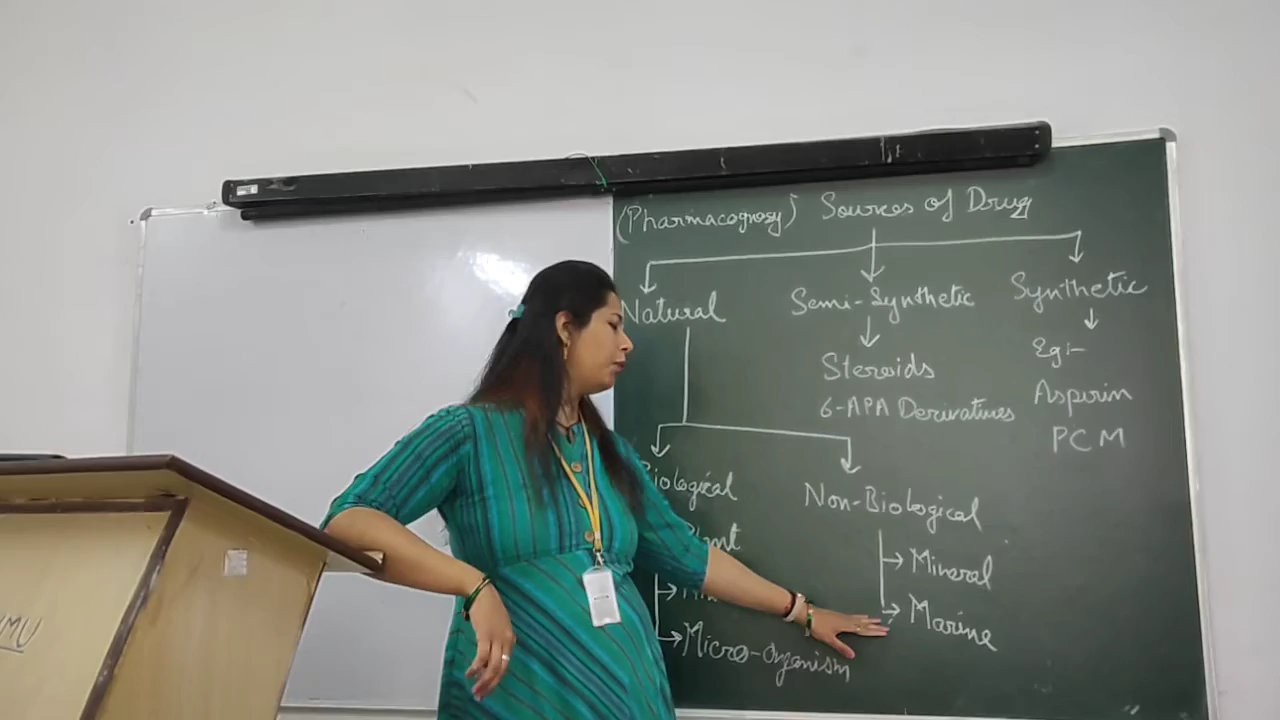 (Pharmacognosy) Sources of Drug
Natural
Semi-Synthetic
Synthetic
Steroids
6-APA Derivatives
Eg:-
Aspirin
PCM
Biological
Non-Biological
Mineral
Marine
Micro-organism